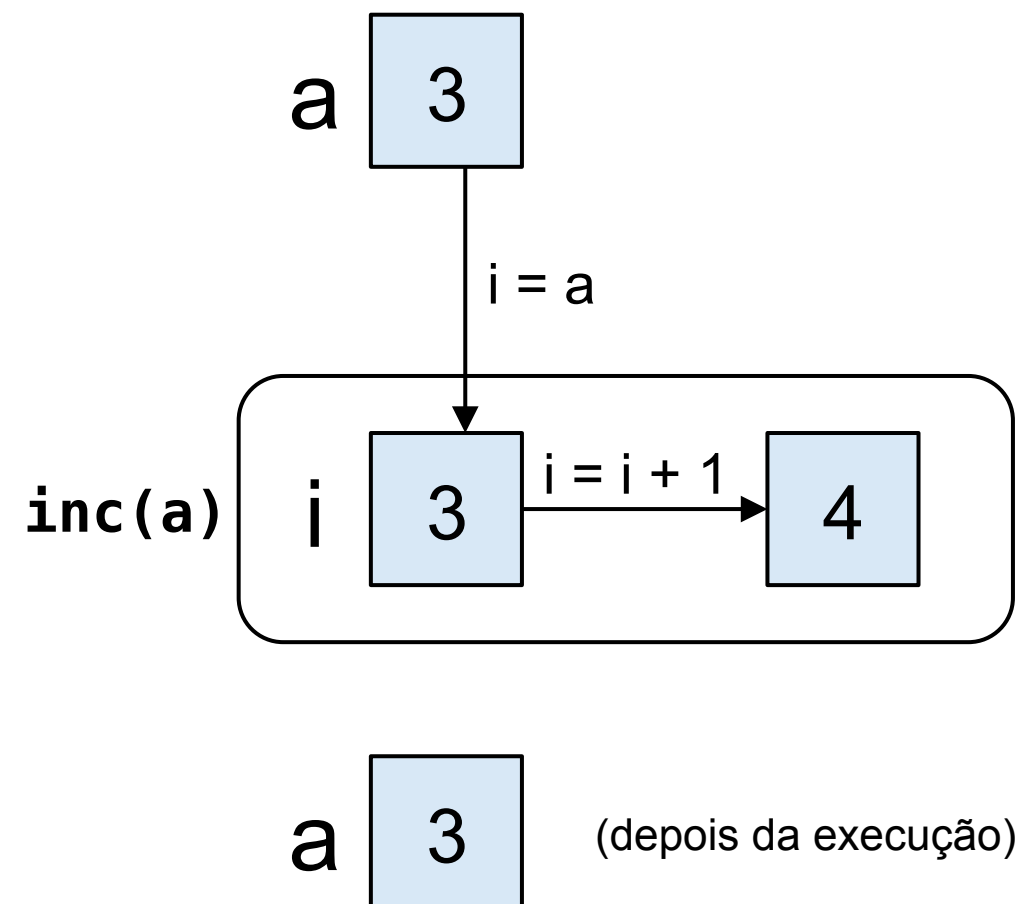 a 3
i = a
inc(a) i 3 i = i + 1 4
a 3 (depois da execução)